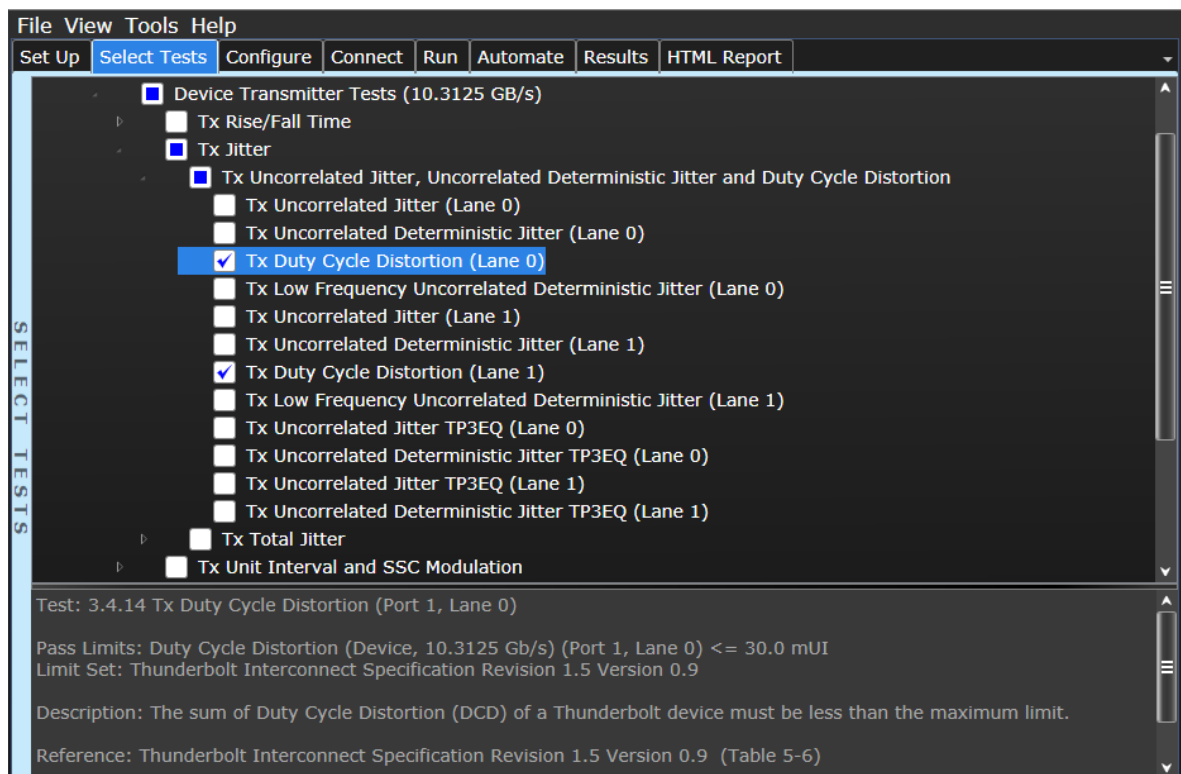 File View Tools Help
Set Up Select Tests Configure Connect Run Automate Results HTML Report
SELECT TESTS
Device Transmitter Tests (10.3125 GB/s)
Tx Rise/Fall Time
Tx Jitter
Tx Uncorrelated Jitter, Uncorrelated Deterministic Jitter and Duty Cycle Distortion
Tx Uncorrelated Jitter (Lane 0)
Tx Uncorrelated Deterministic Jitter (Lane 0)
Tx Duty Cycle Distortion (Lane 0)
Tx Low Frequency Uncorrelated Deterministic Jitter (Lane 0)
Tx Uncorrelated Jitter (Lane 1)
Tx Uncorrelated Deterministic Jitter (Lane 1)
Tx Duty Cycle Distortion (Lane 1)
Tx Low Frequency Uncorrelated Deterministic Jitter (Lane 1)
Tx Uncorrelated Jitter TP3EQ (Lane 0)
Tx Uncorrelated Deterministic Jitter TP3EQ (Lane 0)
Tx Uncorrelated Jitter TP3EQ (Lane 1)
Tx Uncorrelated Deterministic Jitter TP3EQ (Lane 1)
Tx Total Jitter
Tx Unit Interval and SSC Modulation
Test: 3.4.14 Tx Duty Cycle Distortion (Port 1, Lane 0)
Pass Limits: Duty Cycle Distortion (Device, 10.3125 Gb/s) (Port 1, Lane 0) <= 30.0 mUI
Limit Set: Thunderbolt Interconnect Specification Revision 1.5 Version 0.9
Description: The sum of Duty Cycle Distortion (DCD) of a Thunderbolt device must be less than the maximum limit.
Reference: Thunderbolt Interconnect Specification Revision 1.5 Version 0.9 (Table 5-6)